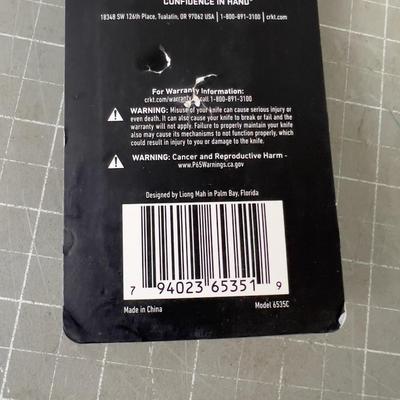 CONFIDENCE IN HAND
18348 SW 126th Place, Tualatin, OR 97062 USA | 1-800-891-3100 | crkt.com
For Warranty Information:
crkt.com/warranty call 1-800-891-3100
WARNING: Misuse of your knife can cause serious injury or
even death. It can also cause your knife to break or fail and the
warranty will not apply. Failure to properly maintain your knife
also may cause its mechanisms to not function properly, which
could result in injury to you or damage to the knife.
WARNING: Cancer and Reproductive Harm -
www.P65Warnings.ca.gov
Designed by Liong Mah in Palm Bay, Florida
7 94023 65351 9
Made in China Model 6535C